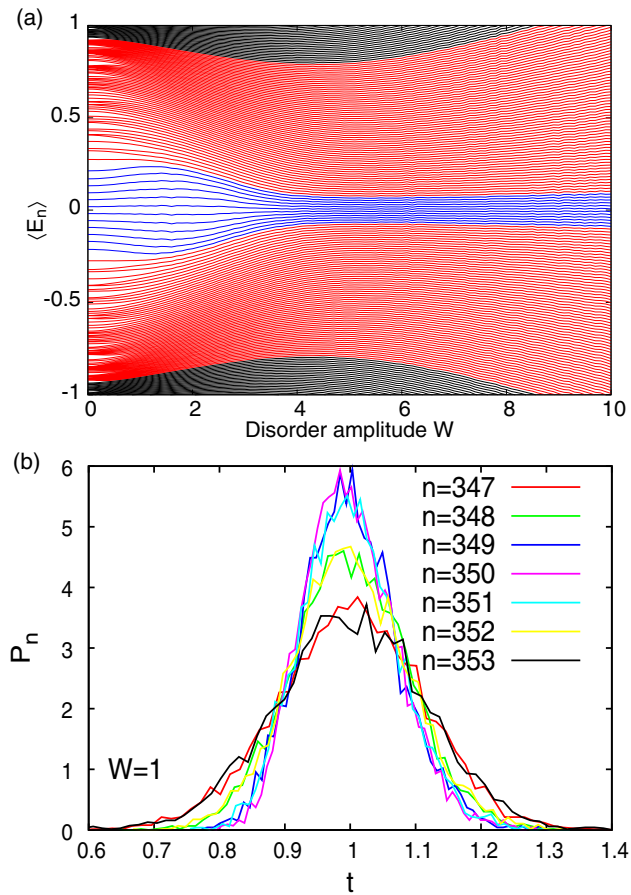 (a)
1
0.5
0
-0.5
-1
⟨E_n⟩
0 2 4 6 8 10
Disorder amplitude W
(b)
6
5
4
3
2
1
0
P_n
n=347
n=348
n=349
n=350
n=351
n=352
n=353
W=1
0.6 0.7 0.8 0.9 1 1.1 1.2 1.3 1.4
t